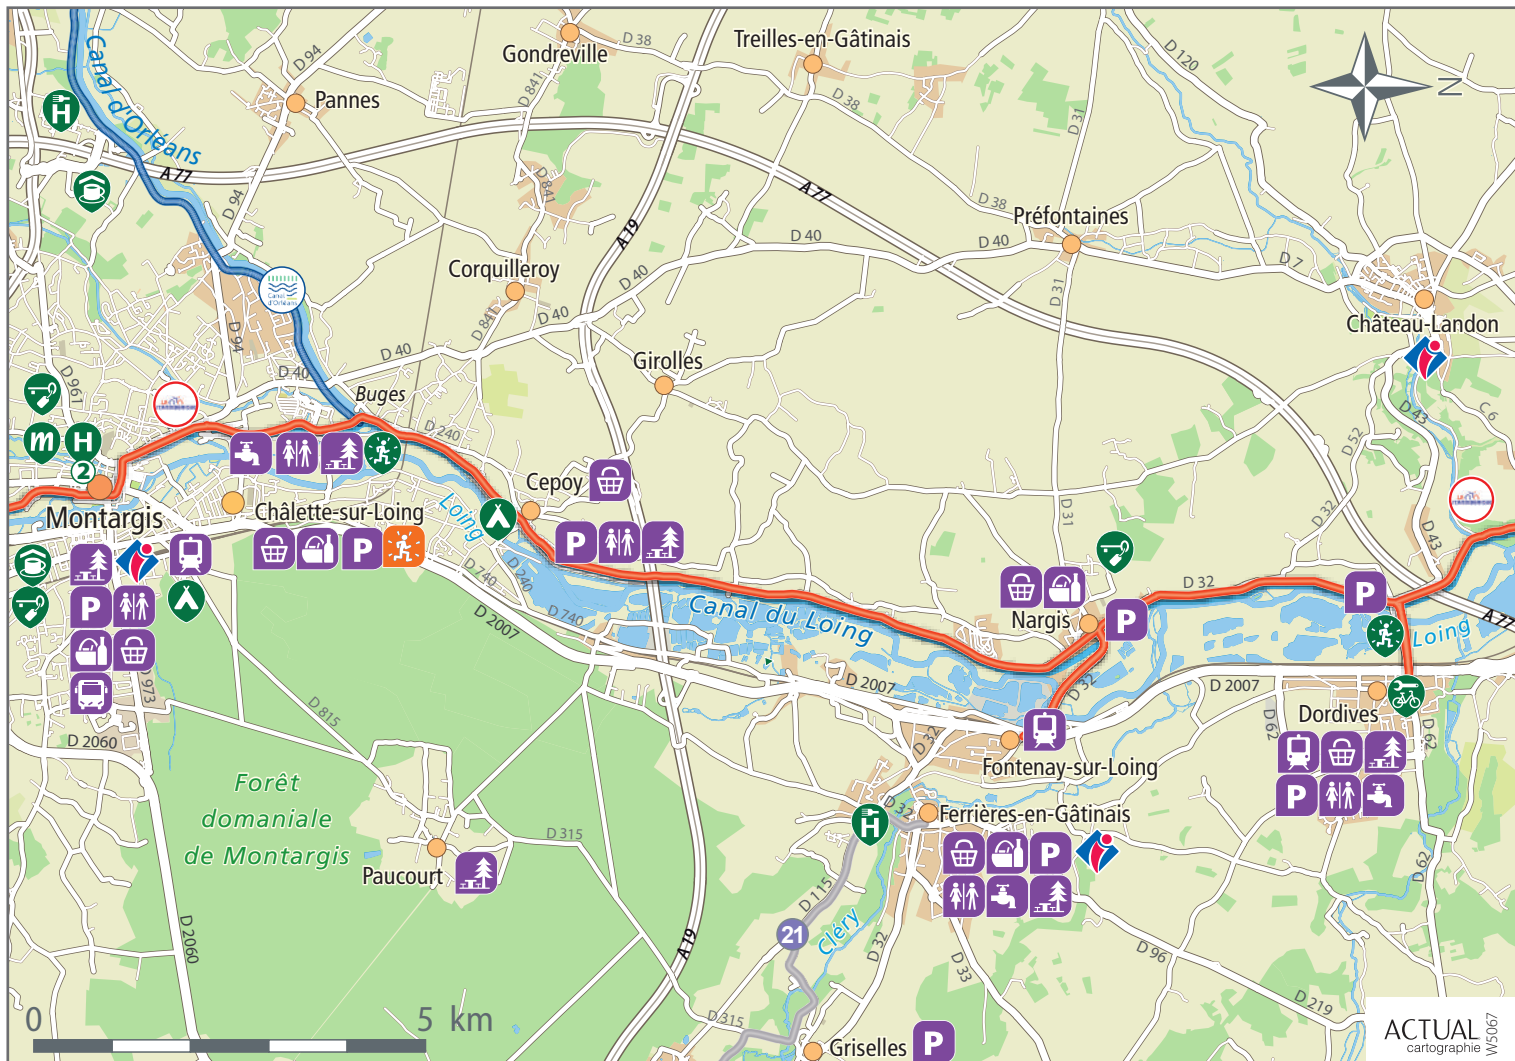 Canal d'Orléans
D 94
Pannes
Gondreville
D 38
Treilles-en-Gâtinais
D 120
N
D 841
D 38
D 31
A 77
D 94
D 841
A 19
A 77
D 38
Préfontaines
D 40
D 40
D 7
Corquilleroy
D 40
D 31
Canal d'Orléans
D 841
D 40
Château-Landon
D 94
D 40
Girolles
D 40
D 961
Buges
D 43
C 6
D 240
D 52
m
H
H
2
Cepoy
Loing
D 31
D 32
D 43
Montargis
Châlette-sur-Loing
P
P
D 740
D 240
D 740
D 2007
Canal du Loing
D 32
Nargis
P
P
A 77
Loing
P
D 973
D 2007
D 32
D 2007
D 815
D 2060
D 32
Dordives
D 62
D 62
Fontenay-sur-Loing
Forêt
domaniale
de Montargis
P
D 32
H
Ferrières-en-Gâtinais
D 315
P
Paucourt
D 62
D 115
D 2060
21
Cléry
D 32
A 19
D 33
D 96
D 219
0
5 km
D 315
Griselles
P
ACTUAL
cartographie
W5067